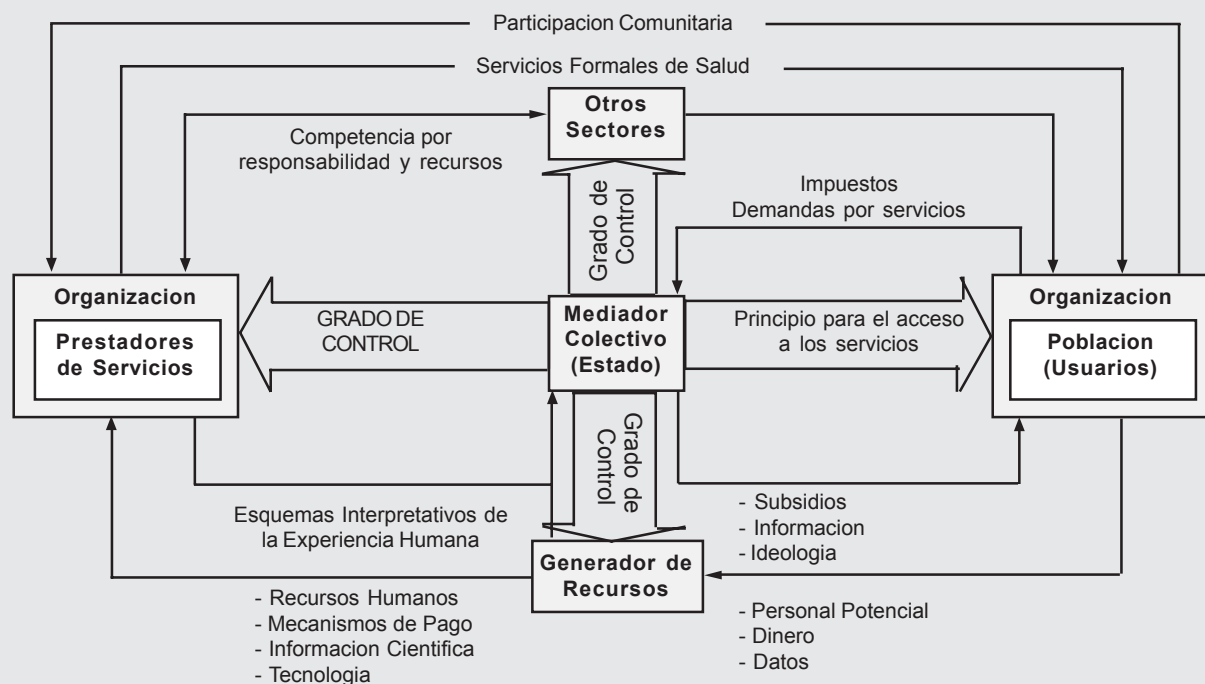 Participacion Comunitaria
Servicios Formales de Salud
Otros
Sectores
Competencia por
responsabilidad y recursos
Impuestos
Demandas por servicios
Grado de
Control
Organizacion
Prestadores
de Servicios
GRADO DE
CONTROL
Mediador
Colectivo
(Estado)
Principio para el acceso
a los servicios
Organizacion
Poblacion
(Usuarios)
Grado de
Control
Esquemas Interpretativos de
la Experiencia Humana
- Subsidios
- Informacion
- Ideologia
Generador de
Recursos
- Recursos Humanos
- Mecanismos de Pago
- Informacion Cientifica
- Tecnologia
- Personal Potencial
- Dinero
- Datos